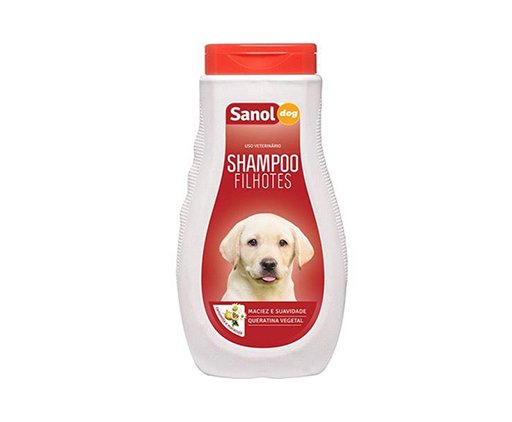 Sanol dog
USO VETERINÁRIO
SHAMPOO
FILHOTES
MACIEZ E SUAVIDADE
QUERATINA VEGETAL